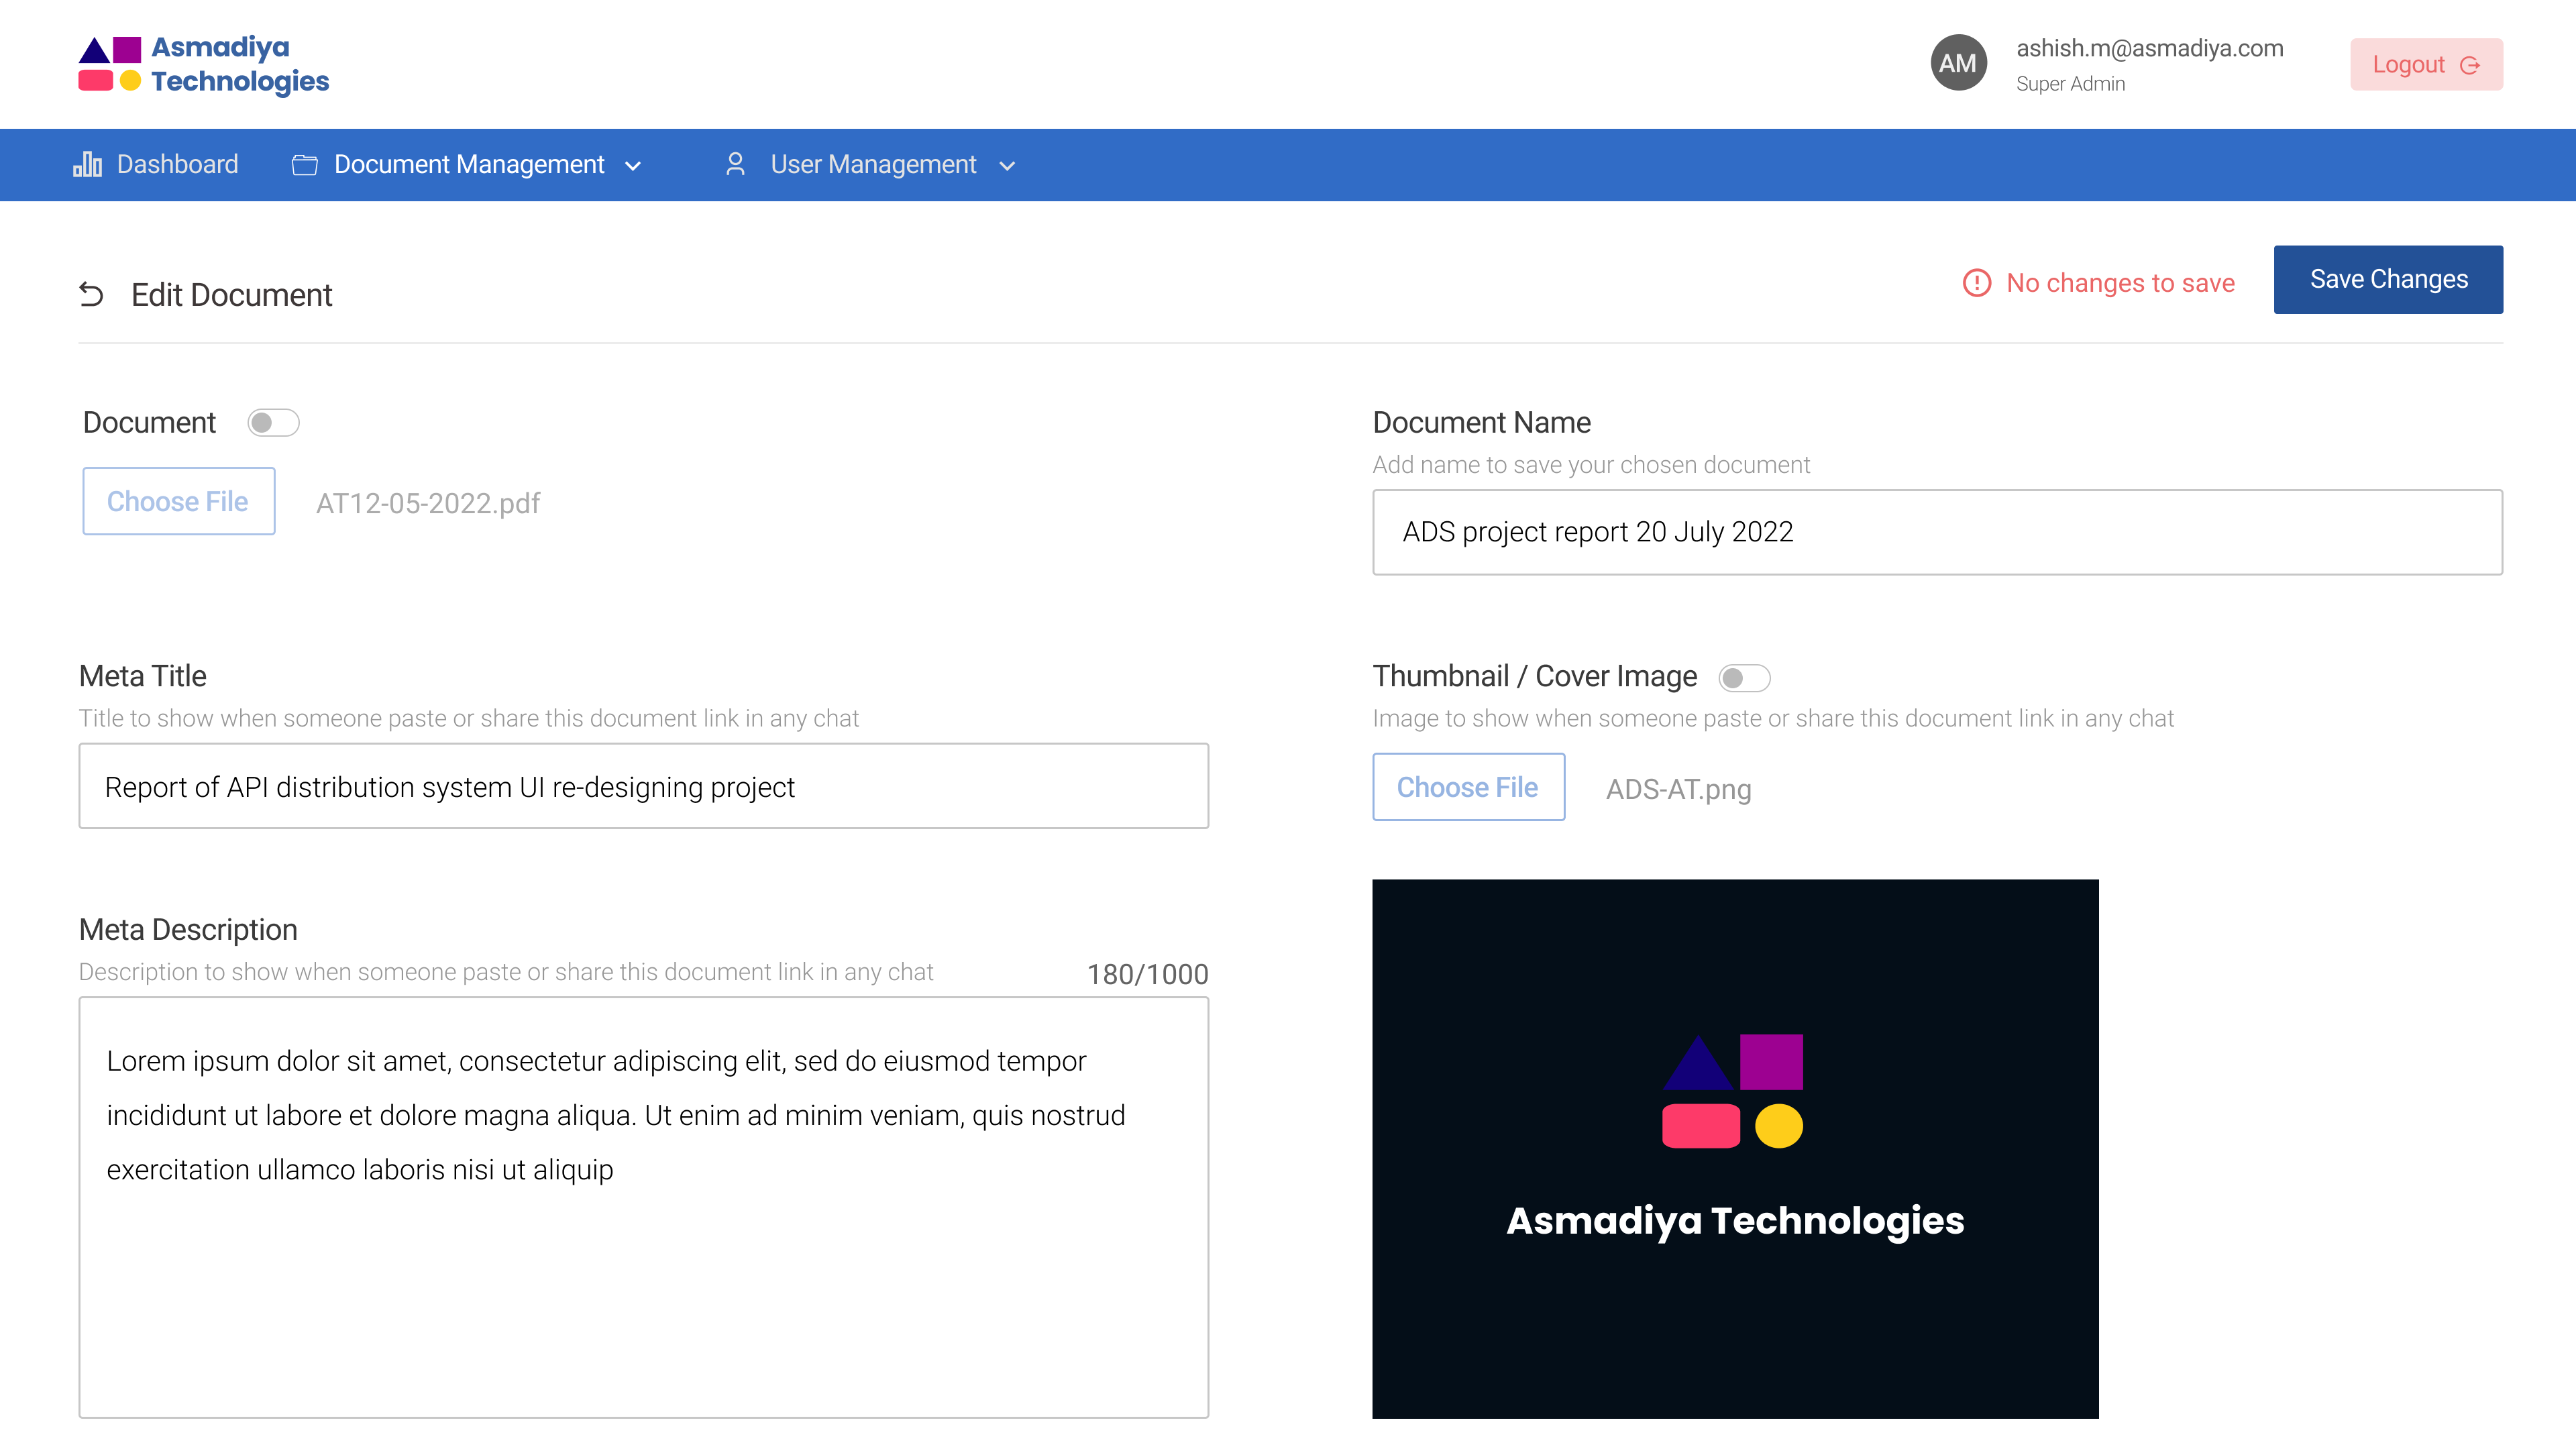 Asmadiya
Technologies
AM
ashish.m@asmadiya.com
Super Admin
Logout
Dashboard
Document Management
User Management
Edit Document
No changes to save
Save Changes
Document
Choose File
AT12-05-2022.pdf
Document Name
Add name to save your chosen document
ADS project report 20 July 2022
Meta Title
Title to show when someone paste or share this document link in any chat
Report of API distribution system UI re-designing project
Thumbnail / Cover Image
Image to show when someone paste or share this document link in any chat
Choose File
ADS-AT.png
Meta Description
Description to show when someone paste or share this document link in any chat
180/1000
Lorem ipsum dolor sit amet, consectetur adipiscing elit, sed do eiusmod tempor
incididunt ut labore et dolore magna aliqua. Ut enim ad minim veniam, quis nostrud
exercitation ullamco laboris nisi ut aliquip
Asmadiya Technologies